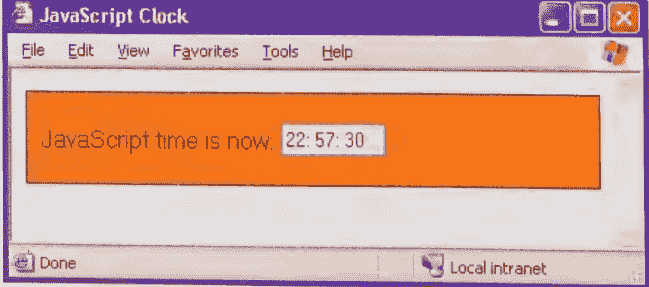 JavaScript Clock
File Edit View Favorites Tools Help
JavaScript time is now: 22: 57: 30
Done
Local intranet